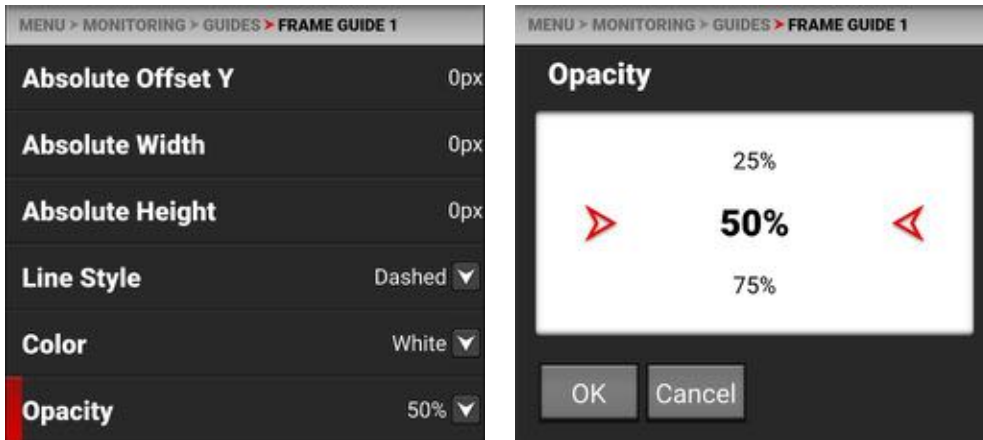 MENU > MONITORING > GUIDES > FRAME GUIDE 1
Absolute Offset Y 0px
Absolute Width 0px
Absolute Height 0px
Line Style Dashed
Color White
Opacity 50%
MENU > MONITORING > GUIDES > FRAME GUIDE 1
Opacity
25%
50%
75%
OK Cancel